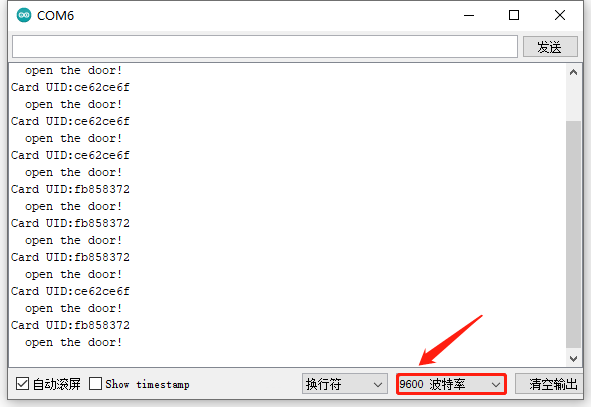 COM6
发送
open the door!
Card UID:ce62ce6f
open the door!
Card UID:ce62ce6f
open the door!
Card UID:ce62ce6f
open the door!
Card UID:fb858372
open the door!
Card UID:fb858372
open the door!
Card UID:fb858372
open the door!
Card UID:ce62ce6f
open the door!
Card UID:fb858372
open the door!
自动滚屏 Show timestamp 换行符 9600 波特率 清空输出